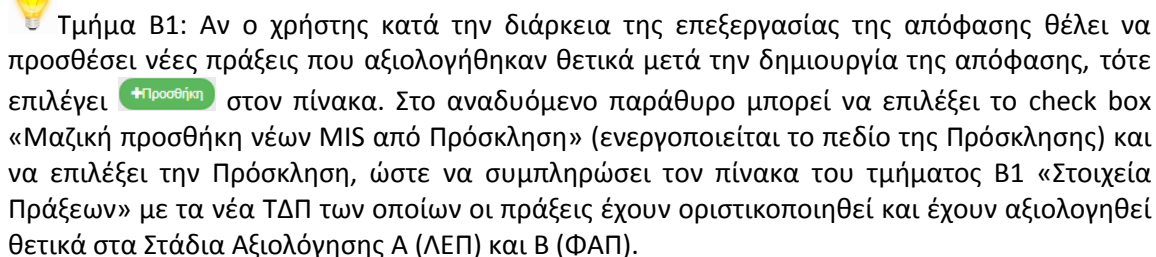 Τμήμα Β1: Αν ο χρήστης κατά την διάρκεια της επεξεργασίας της απόφασης θέλει να
προσθέσει νέες πράξεις που αξιολογήθηκαν θετικά μετά την δημιουργία της απόφασης, τότε
επιλέγει +Προσθήκη στον πίνακα. Στο αναδυόμενο παράθυρο μπορεί να επιλέξει το check box
«Μαζική προσθήκη νέων MIS από Πρόσκληση» (ενεργοποιείται το πεδίο της Πρόσκλησης) και
να επιλέξει την Πρόσκληση, ώστε να συμπληρώσει τον πίνακα του τμήματος Β1 «Στοιχεία
Πράξεων» με τα νέα ΤΔΠ των οποίων οι πράξεις έχουν οριστικοποιηθεί και έχουν αξιολογηθεί
θετικά στα Στάδια Αξιολόγησης Α (ΛΕΠ) και Β (ΦΑΠ).